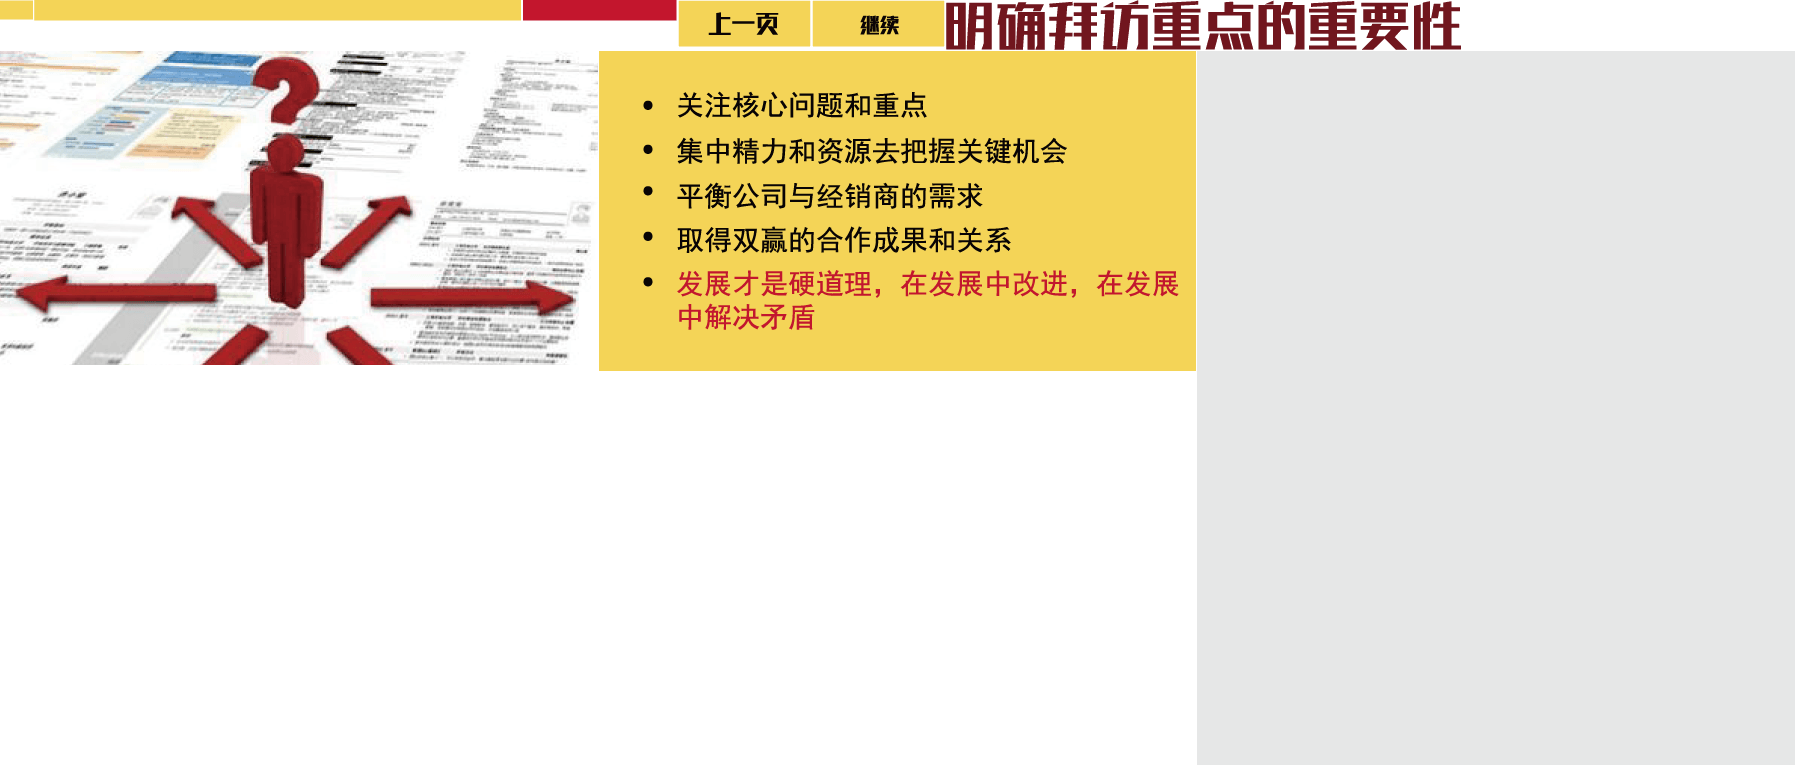 上一页
继续
明确拜访重点的重要性
• 关注核心问题和重点
• 集中精力和资源去把握关键机会
• 平衡公司与经销商的需求
• 取得双赢的合作成果和关系
• 发展才是硬道理，在发展中改进，在发展
中解决矛盾